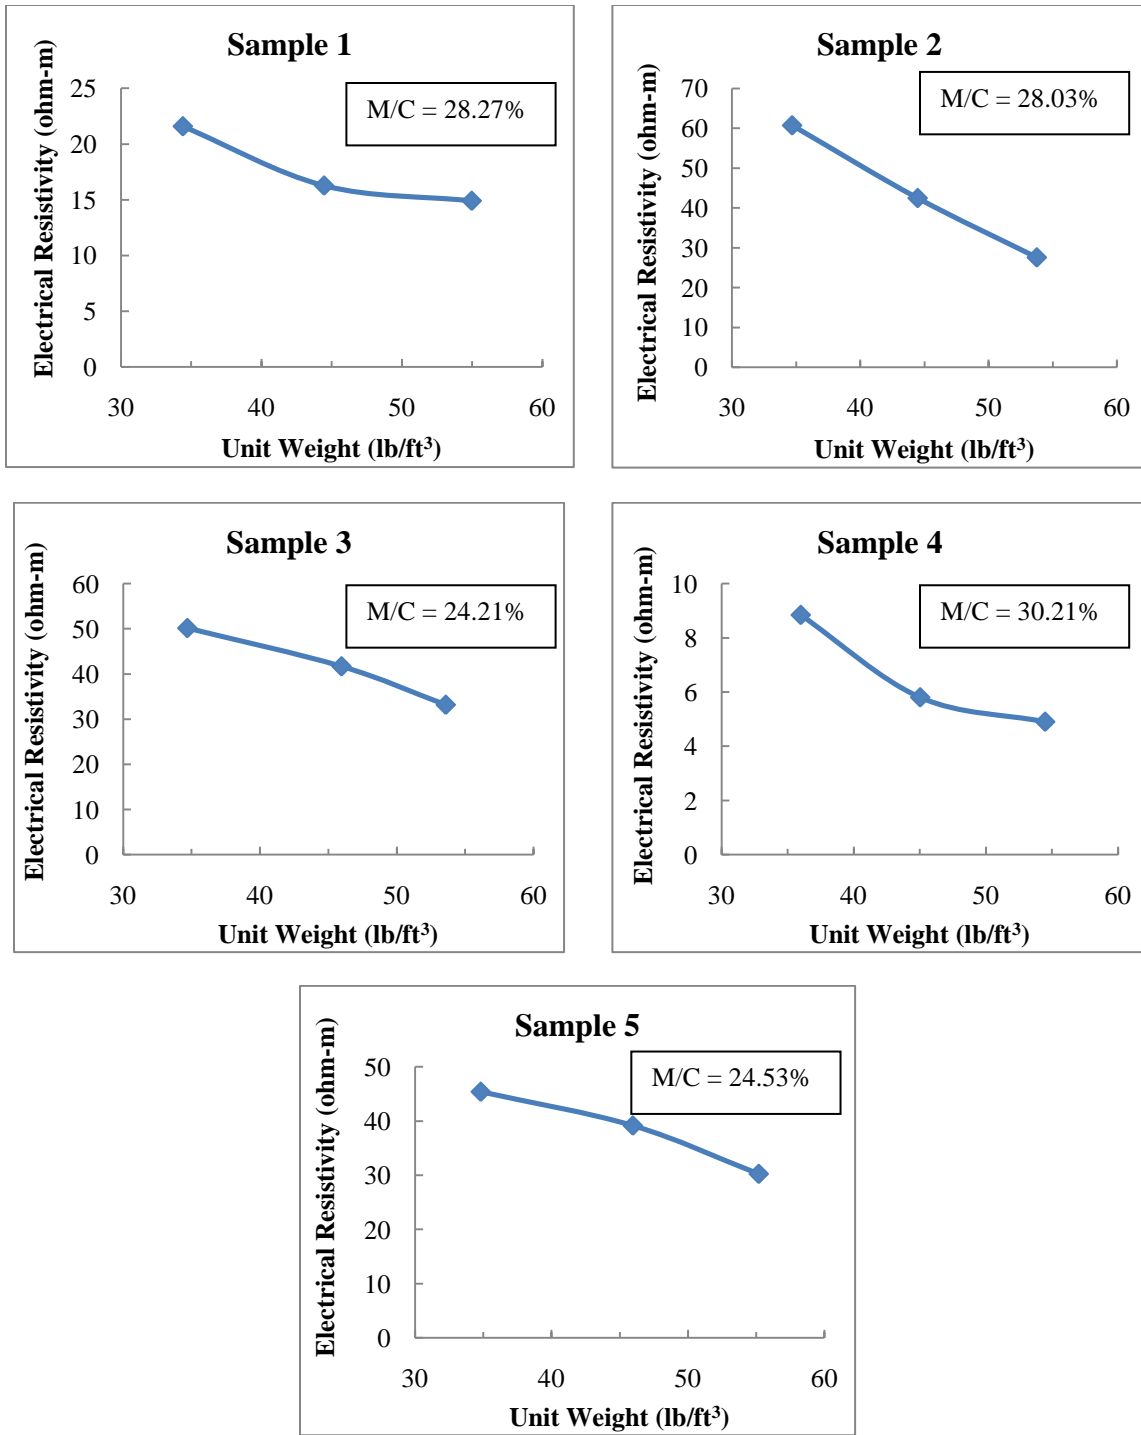 Sample 1
M/C = 28.27%
Electrical Resistivity (ohm-m)
25
20
15
10
5
0
30 40 50 60
Unit Weight (lb/ft³)
Sample 2
M/C = 28.03%
Electrical Resistivity (ohm-m)
70
60
50
40
30
20
10
0
30 40 50 60
Unit Weight (lb/ft³)
Sample 3
M/C = 24.21%
Electrical Resistivity (ohm-m)
60
50
40
30
20
10
0
30 40 50 60
Unit Weight (lb/ft³)
Sample 4
M/C = 30.21%
Electrical Resistivity (ohm-m)
10
8
6
4
2
0
30 40 50 60
Unit Weight (lb/ft³)
Sample 5
M/C = 24.53%
Electrical Resistivity (ohm-m)
50
40
30
20
10
0
30 40 50 60
Unit Weight (lb/ft³)